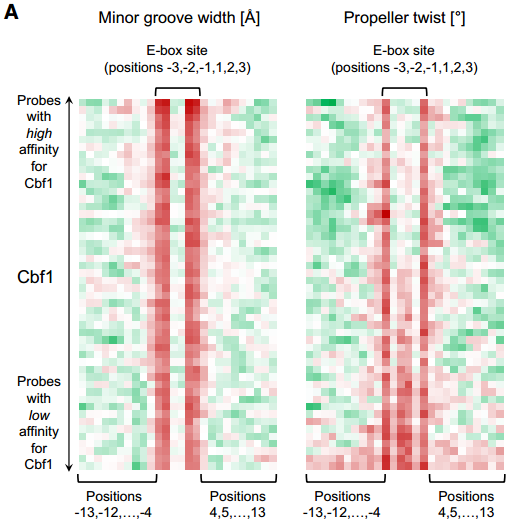 A
Minor groove width [Å]
Propeller twist [°]
E-box site
(positions -3,-2,-1,1,2,3)
E-box site
(positions -3,-2,-1,1,2,3)
Probes
with
high
affinity
for
Cbf1
Cbf1
Probes
with
low
affinity
for
Cbf1
Positions
-13,-12,...,-4
Positions
4,5,...,13
Positions
-13,-12,...,-4
Positions
4,5,...,13